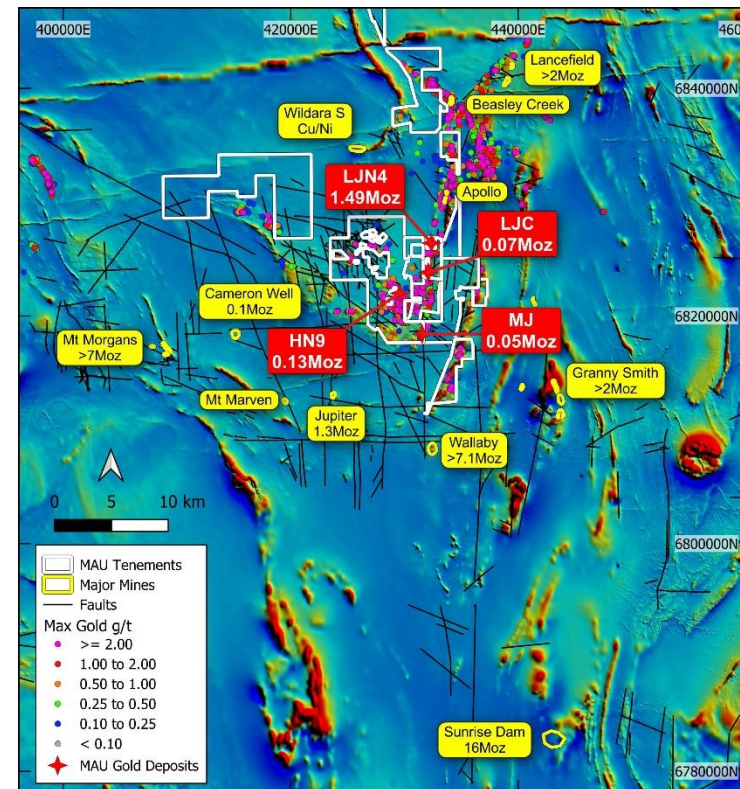 400000E
420000E
440000E
460
Lancefield
>2Moz
6840000N
Beasley Creek
Wildara S
Cu/Ni
LJN4
1.49Moz
Apollo
LJC
0.07Moz
Cameron Well
0.1Moz
6820000N
Mt Morgans
>7Moz
HN9
0.13Moz
MJ
0.05Moz
Granny Smith
>2Moz
Mt Marven
Jupiter
1.3Moz
Wallaby
>7.1Moz
0 5 10 km
6800000N
MAU Tenements
Major Mines
Faults
Max Gold g/t
>= 2.00
1.00 to 2.00
0.50 to 1.00
0.25 to 0.50
0.10 to 0.25
< 0.10
MAU Gold Deposits
Sunrise Dam
16Moz
6780000N